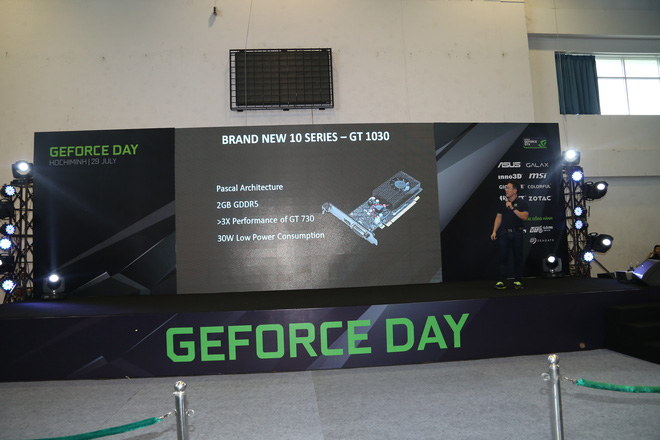 GEFORCE DAY
HOCHIMINH | 29 JULY
BRAND NEW 10 SERIES – GT 1030
Pascal Architecture
2GB GDDR5
>3X Performance of GT 730
30W Low Power Consumption
ASUS GALAX
inno3D msi
COLORFUL
ZOTAC
SEAGATE
GEFORCE DAY